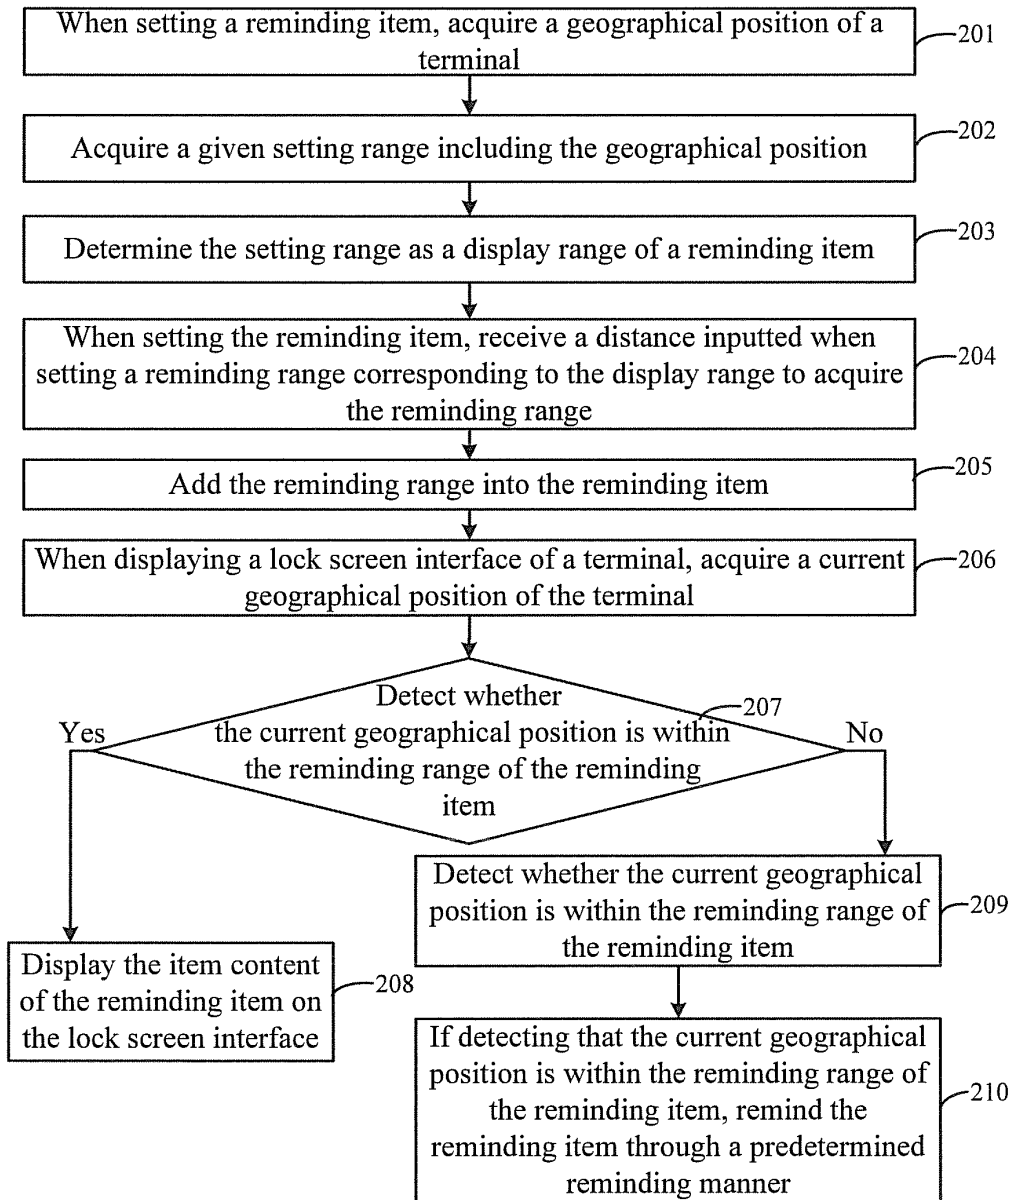 When setting a reminding item, acquire a geographical position of a
terminal
201
Acquire a given setting range including the geographical position
202
Determine the setting range as a display range of a reminding item
203
When setting the reminding item, receive a distance inputted when
setting a reminding range corresponding to the display range to acquire
the reminding range
204
Add the reminding range into the reminding item
205
When displaying a lock screen interface of a terminal, acquire a current
geographical position of the terminal
206
Detect whether
the current geographical position is within
the reminding range of the reminding
item
207
Yes
No
Detect whether the current geographical
position is within the reminding range of
the reminding item
209
Display the item content
of the reminding item on
the lock screen interface
208
If detecting that the current geographical
position is within the reminding range of
the reminding item, remind the
reminding item through a predetermined
reminding manner
210